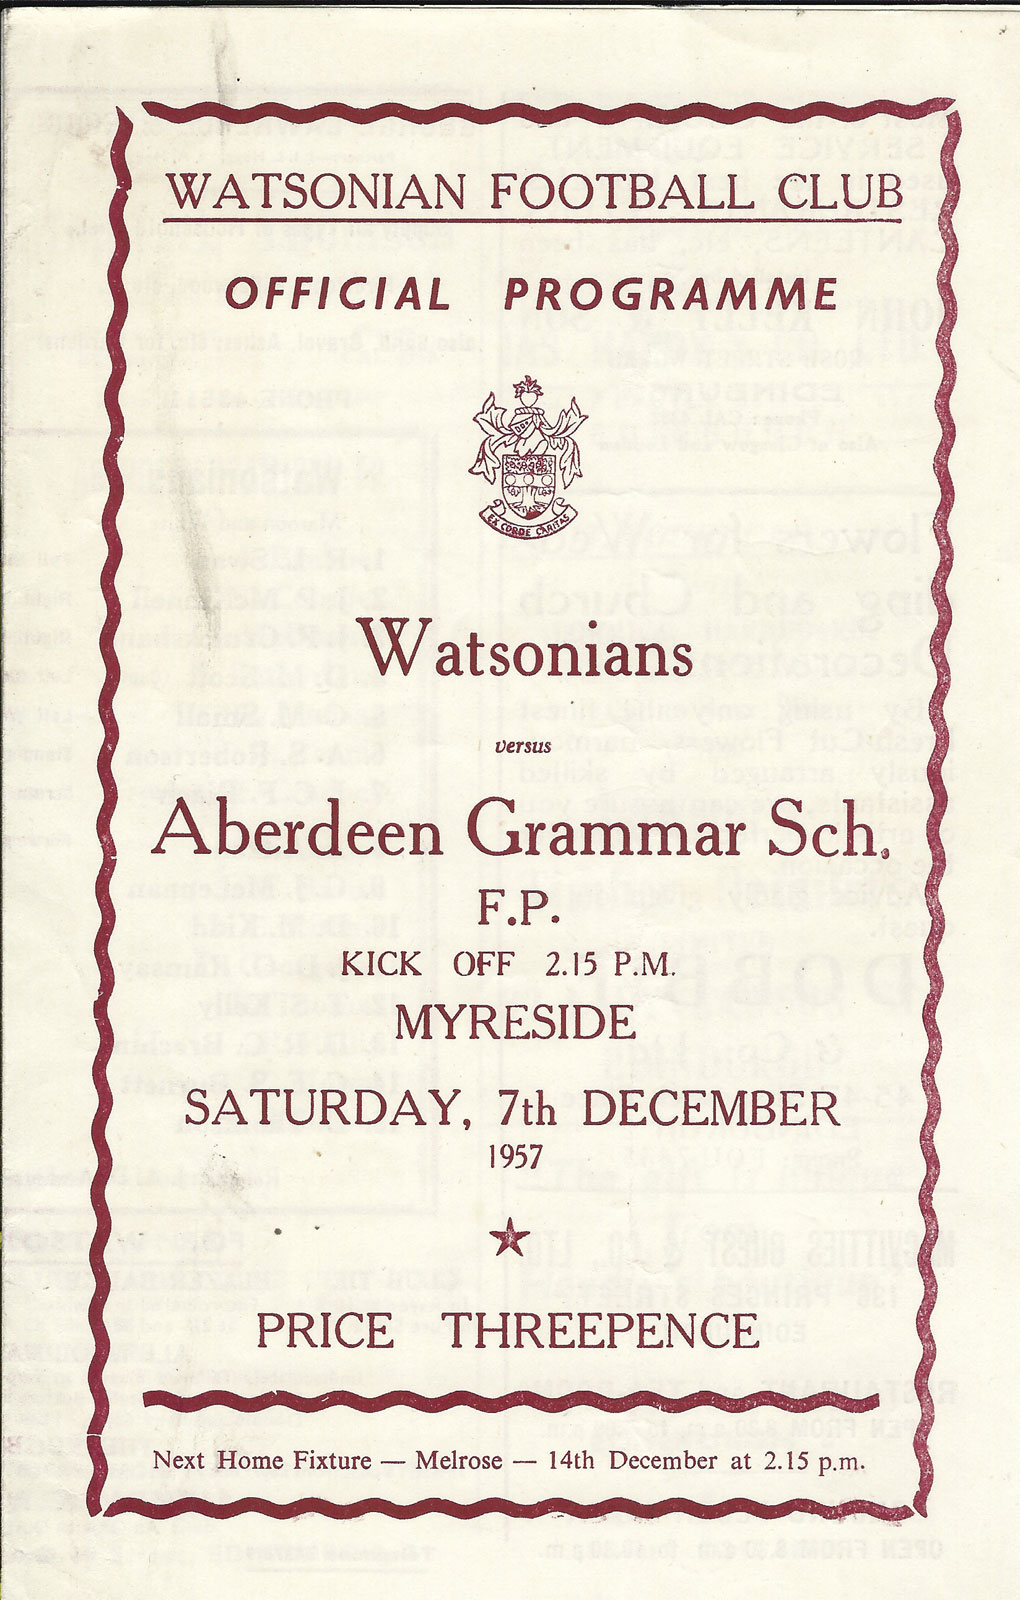 WATSONIAN FOOTBALL CLUB
OFFICIAL PROGRAMME
EX CORDE CARITAS
Watsonians
versus
Aberdeen Grammar Sch.
F.P.
KICK OFF 2.15 P.M.
MYRESIDE
SATURDAY, 7th DECEMBER
1957
PRICE THREEPENCE
Next Home Fixture — Melrose — 14th December at 2.15 p.m.